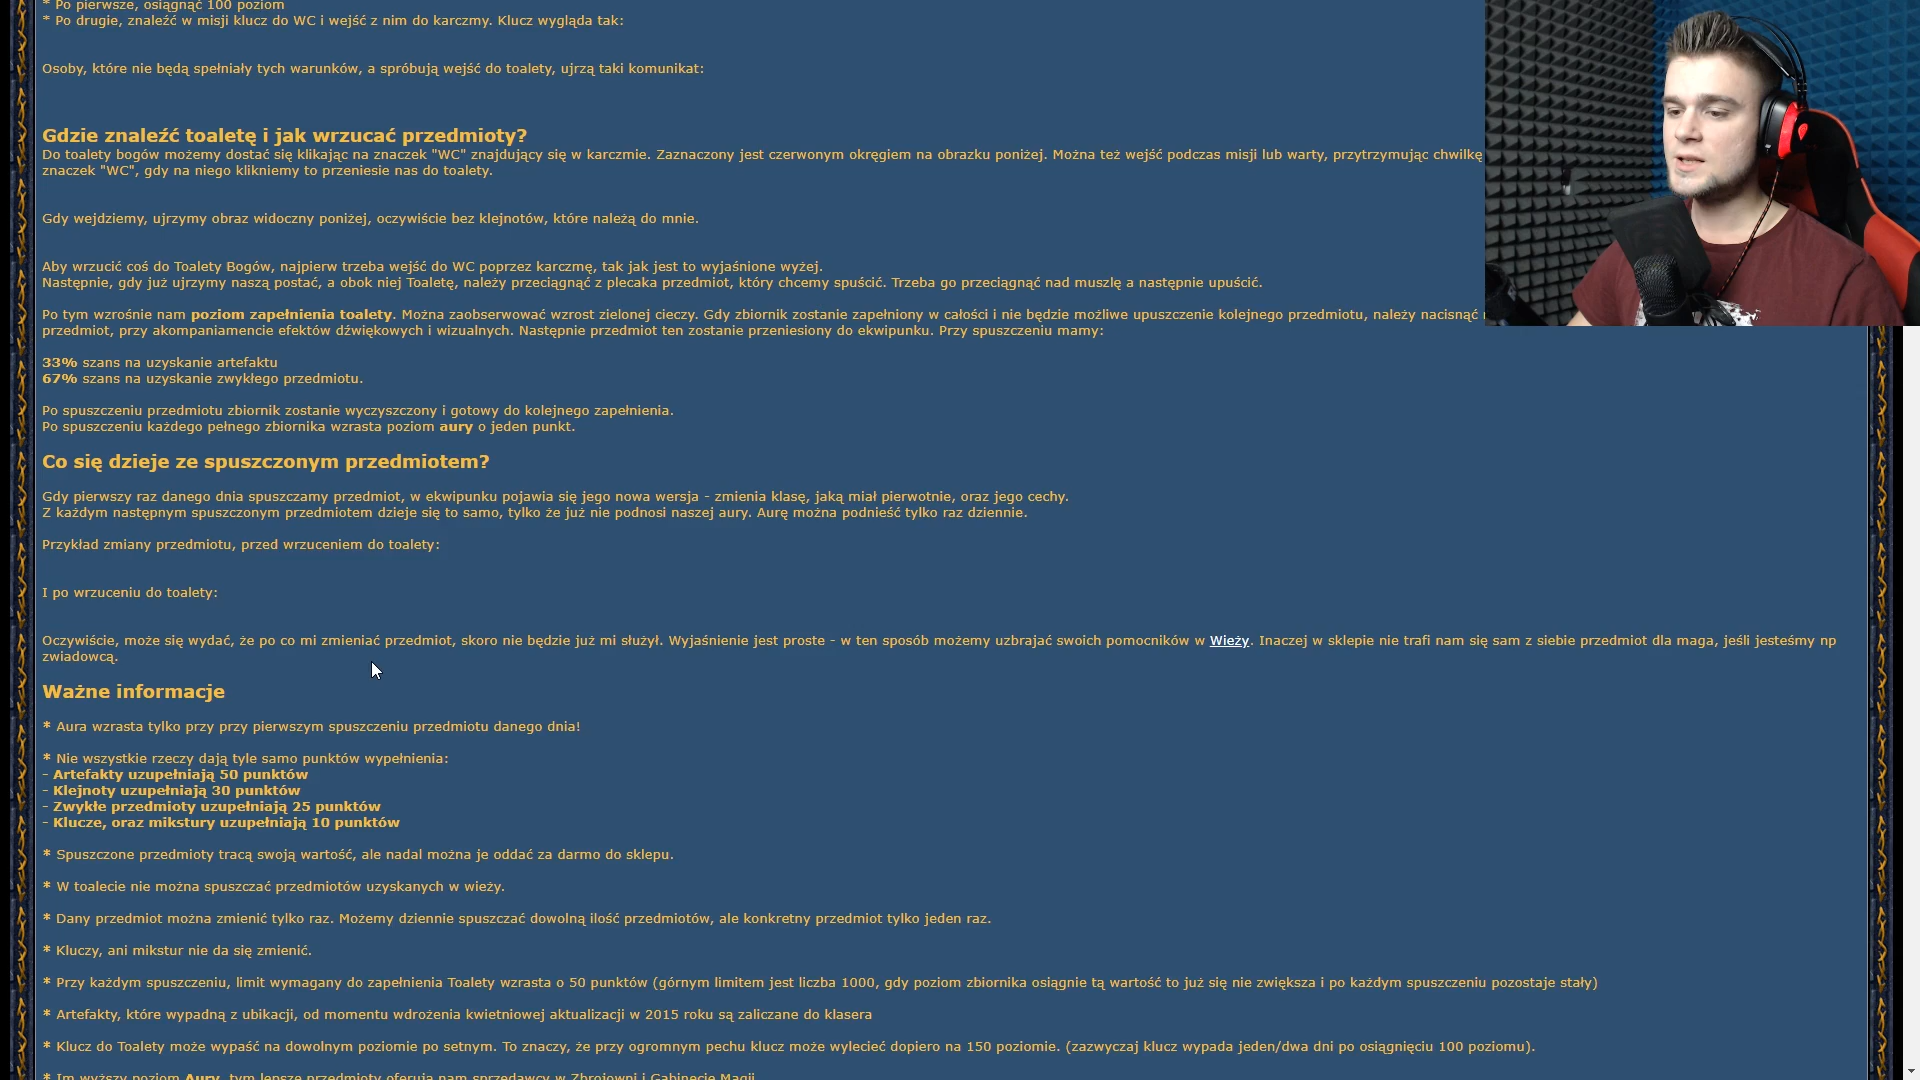 * Po pierwsze, osiągnąć 100 poziom
* Po drugie, znaleźć w misji klucz do WC i wejść z nim do karczmy. Klucz wygląda tak:
Osoby, które nie będą spełniały tych warunków, a spróbują wejść do toalety, ujrzą taki komunikat:
Gdzie znaleźć toaletę i jak wrzucać przedmioty?
Do toalety bogów możemy dostać się klikając na znaczek "WC" znajdujący się w karczmie. Zaznaczony jest czerwonym okręgiem na obrazku poniżej. Można też wejść podczas misji lub warty, przytrzymując chwilkę
znaczek "WC", gdy na niego klikniemy to przeniesie nas do toalety.
Gdy wejdziemy, ujrzymy obraz widoczny poniżej, oczywiście bez klejnotów, które należą do mnie.
Aby wrzucić coś do Toalety Bogów, najpierw trzeba wejść do WC poprzez karczmę, tak jak jest to wyjaśnione wyżej.
Następnie, gdy już ujrzymy naszą postać, a obok niej Toaletę, należy przeciągnąć z plecaka przedmiot, który chcemy spuścić. Trzeba go przeciągnąć nad muszlę a następnie upuścić.
Po tym wzrośnie nam poziom zapełnienia toalety. Można zaobserwować wzrost zielonej cieczy. Gdy zbiornik zostanie zapełniony w całości i nie będzie możliwe upuszczenie kolejnego przedmiotu, należy nacisnąć
przedmiot, przy akompaniamencie efektów dźwiękowych i wizualnych. Następnie przedmiot ten zostanie przeniesiony do ekwipunku. Przy spuszczeniu mamy:
33% szans na uzyskanie artefaktu
67% szans na uzyskanie zwykłego przedmiotu.
Po spuszczeniu przedmiotu zbiornik zostanie wyczyszczony i gotowy do kolejnego zapełnienia.
Po spuszczeniu każdego pełnego zbiornika wzrasta poziom aury o jeden punkt.
Co się dzieje ze spuszczonym przedmiotem?
Gdy pierwszy raz danego dnia spuszczamy przedmiot, w ekwipunku pojawia się jego nowa wersja - zmienia klasę, jaką miał pierwotnie, oraz jego cechy.
Z każdym następnym spuszczonym przedmiotem dzieje się to samo, tylko że już nie podnosi naszej aury. Aurę można podnieść tylko raz dziennie.
Przykład zmiany przedmiotu, przed wrzuceniem do toalety:
I po wrzuceniu do toalety:
Oczywiście, może się wydać, że po co mi zmieniać przedmiot, skoro nie będzie już mi służył. Wyjaśnienie jest proste - w ten sposób możemy uzbrajać swoich pomocników w Wieży. Inaczej w sklepie nie trafi nam się sam z siebie przedmiot dla maga, jeśli jesteśmy np
zwiadowcą.
Ważne informacje
* Aura wzrasta tylko przy przy pierwszym spuszczeniu przedmiotu danego dnia!
* Nie wszystkie rzeczy dają tyle samo punktów wypełnienia:
- Artefakty uzupełniają 50 punktów
- Klejnoty uzupełniają 30 punktów
- Zwykłe przedmioty uzupełniają 25 punktów
- Klucze, oraz mikstury uzupełniają 10 punktów
* Spuszczone przedmioty tracą swoją wartość, ale nadal można je oddać za darmo do sklepu.
* W toalecie nie można spuszczać przedmiotów uzyskanych w wieży.
* Dany przedmiot można zmienić tylko raz. Możemy dziennie spuszczać dowolną ilość przedmiotów, ale konkretny przedmiot tylko jeden raz.
* Kluczy, ani mikstur nie da się zmienić.
* Przy każdym spuszczeniu, limit wymagany do zapełnienia Toalety wzrasta o 50 punktów (górnym limitem jest liczba 1000, gdy poziom zbiornika osiągnie tą wartość to już się nie zwiększa i po każdym spuszczeniu pozostaje stały)
* Artefakty, które wypadną z ubikacji, od momentu wdrożenia kwietniowej aktualizacji w 2015 roku są zaliczane do klasera
* Klucz do Toalety może wypaść na dowolnym poziomie po setnym. To znaczy, że przy ogromnym pechu klucz może wylecieć dopiero na 150 poziomie. (zazwyczaj klucz wypada jeden/dwa dni po osiągnięciu 100 poziomu).
* Im wyższy poziom Aury, tym lepsze przedmioty oferują nam sprzedawcy w Zbrojowni i Gabinecie Magii